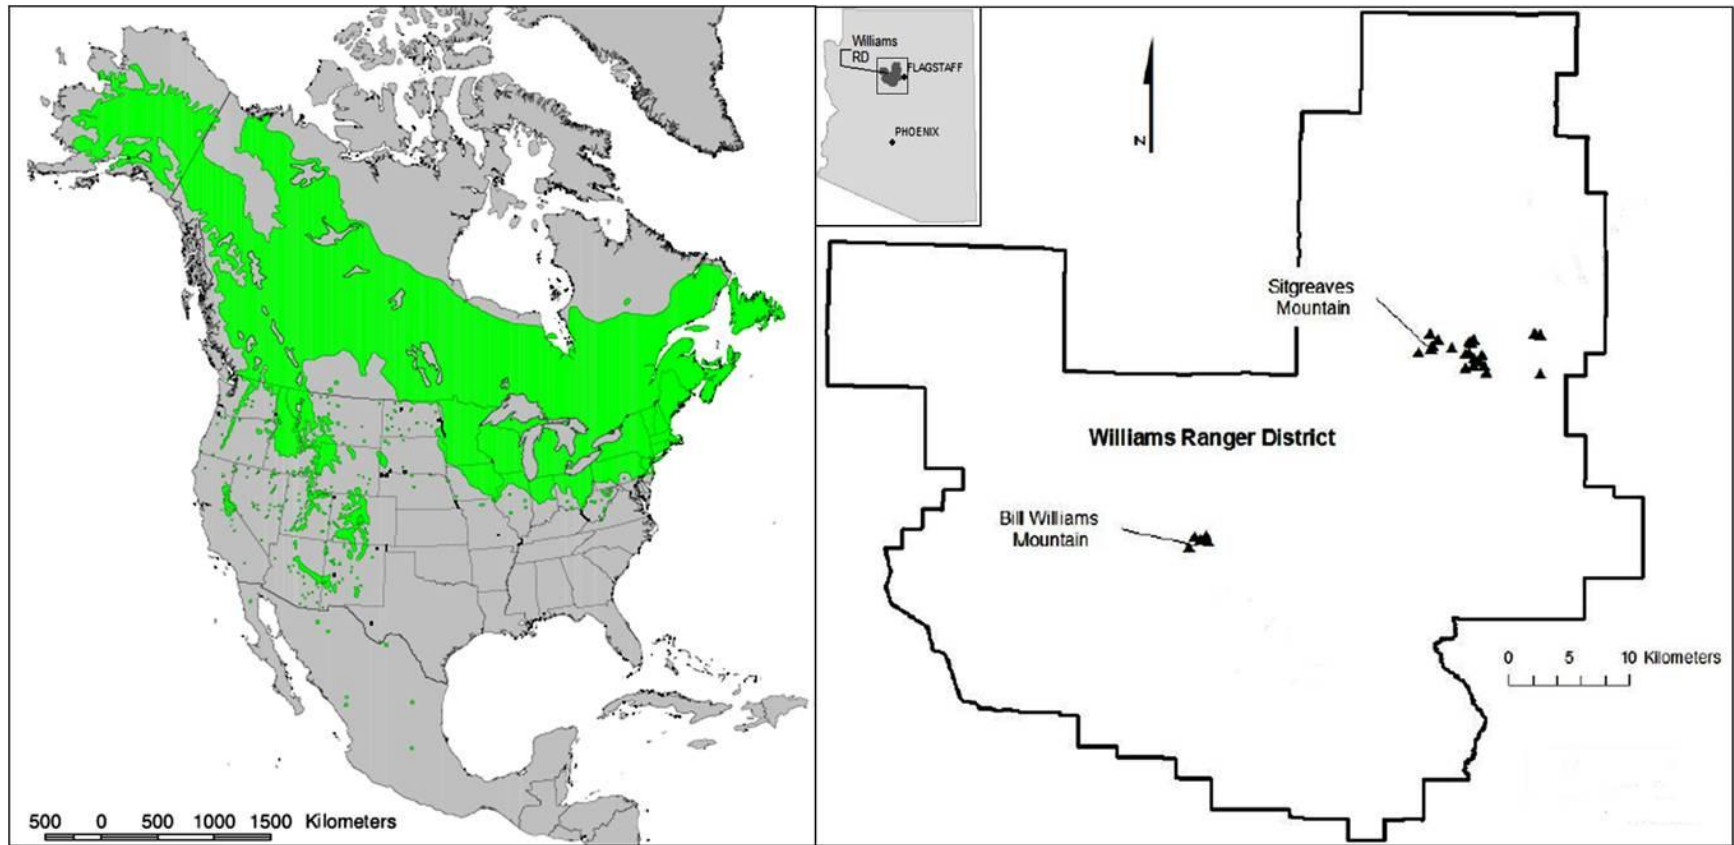 500 0 500 1000 1500 Kilometers
Williams
RD
FLAGSTAFF
PHOENIX
N
Sitgreaves
Mountain
Williams Ranger District
Bill Williams
Mountain
0 5 10 Kilometers